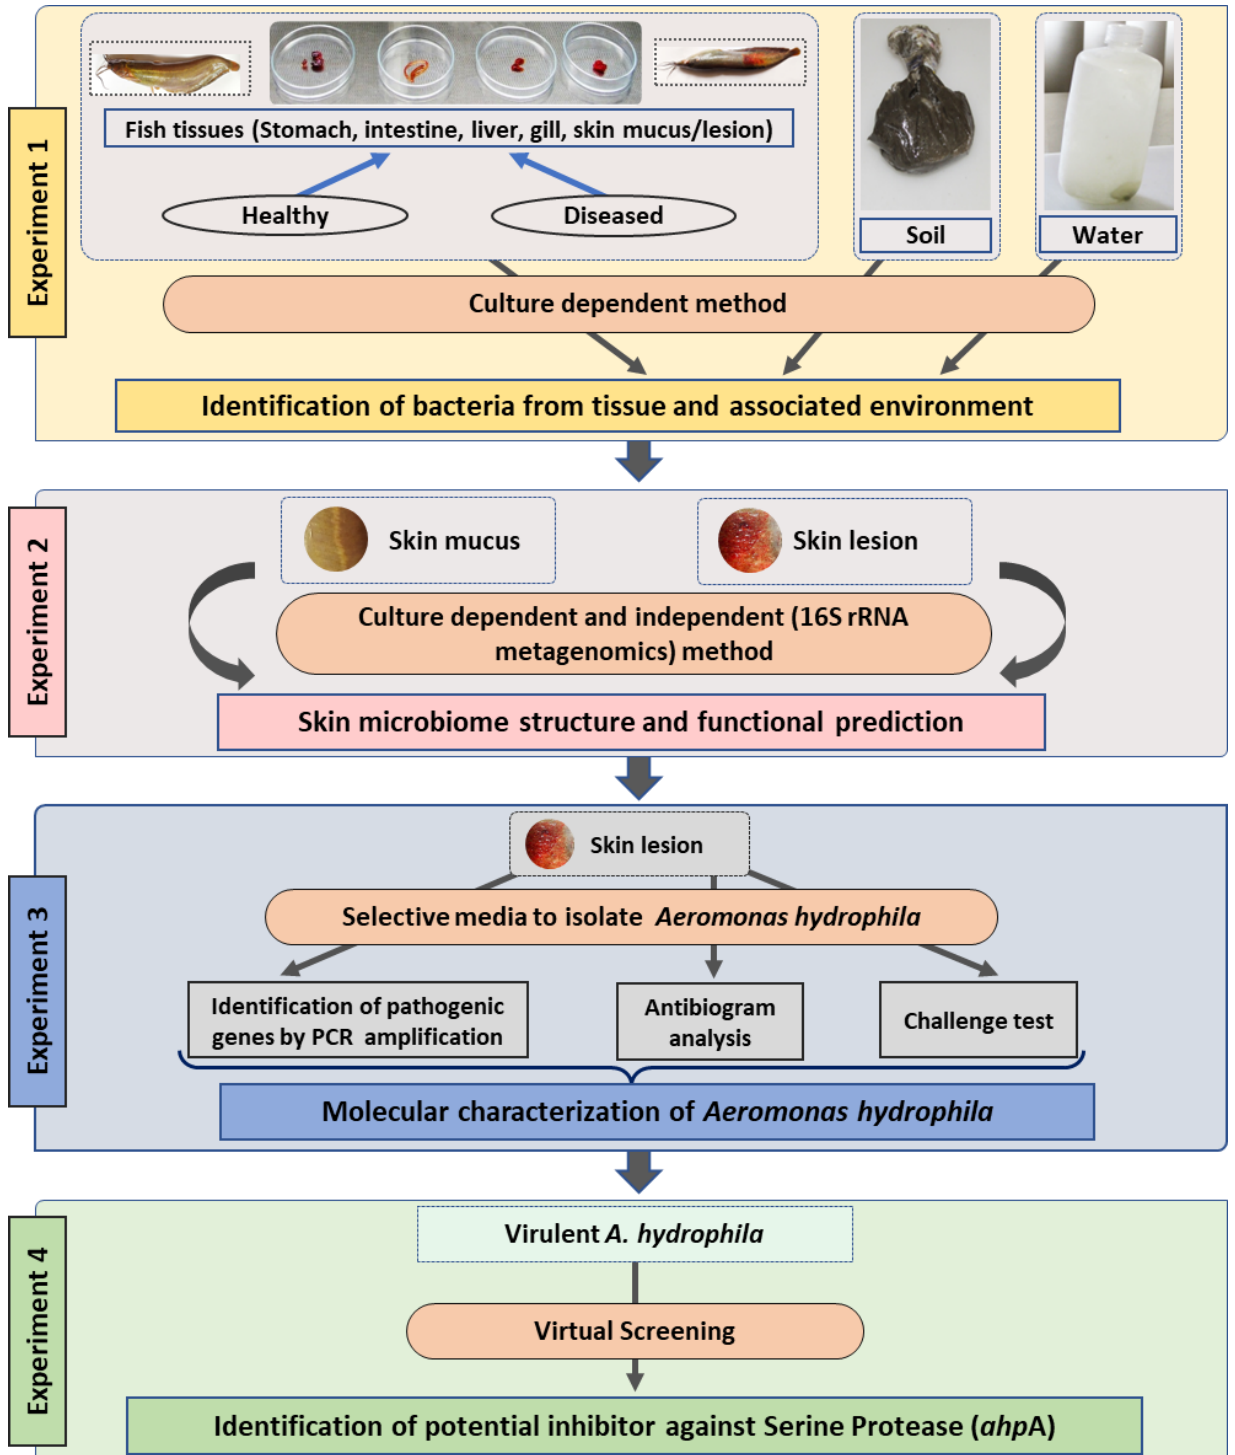 Experiment 1
Fish tissues (Stomach, intestine, liver, gill, skin mucus/lesion)
Healthy
Diseased
Soil
Water
Culture dependent method
Identification of bacteria from tissue and associated environment
Experiment 2
Skin mucus
Skin lesion
Culture dependent and independent (16S rRNA
metagenomics) method
Skin microbiome structure and functional prediction
Experiment 3
Skin lesion
Selective media to isolate Aeromonas hydrophila
Identification of pathogenic
genes by PCR amplification
Antibiogram
analysis
Challenge test
Molecular characterization of Aeromonas hydrophila
Experiment 4
Virulent A. hydrophila
Virtual Screening
Identification of potential inhibitor against Serine Protease (ahpA)